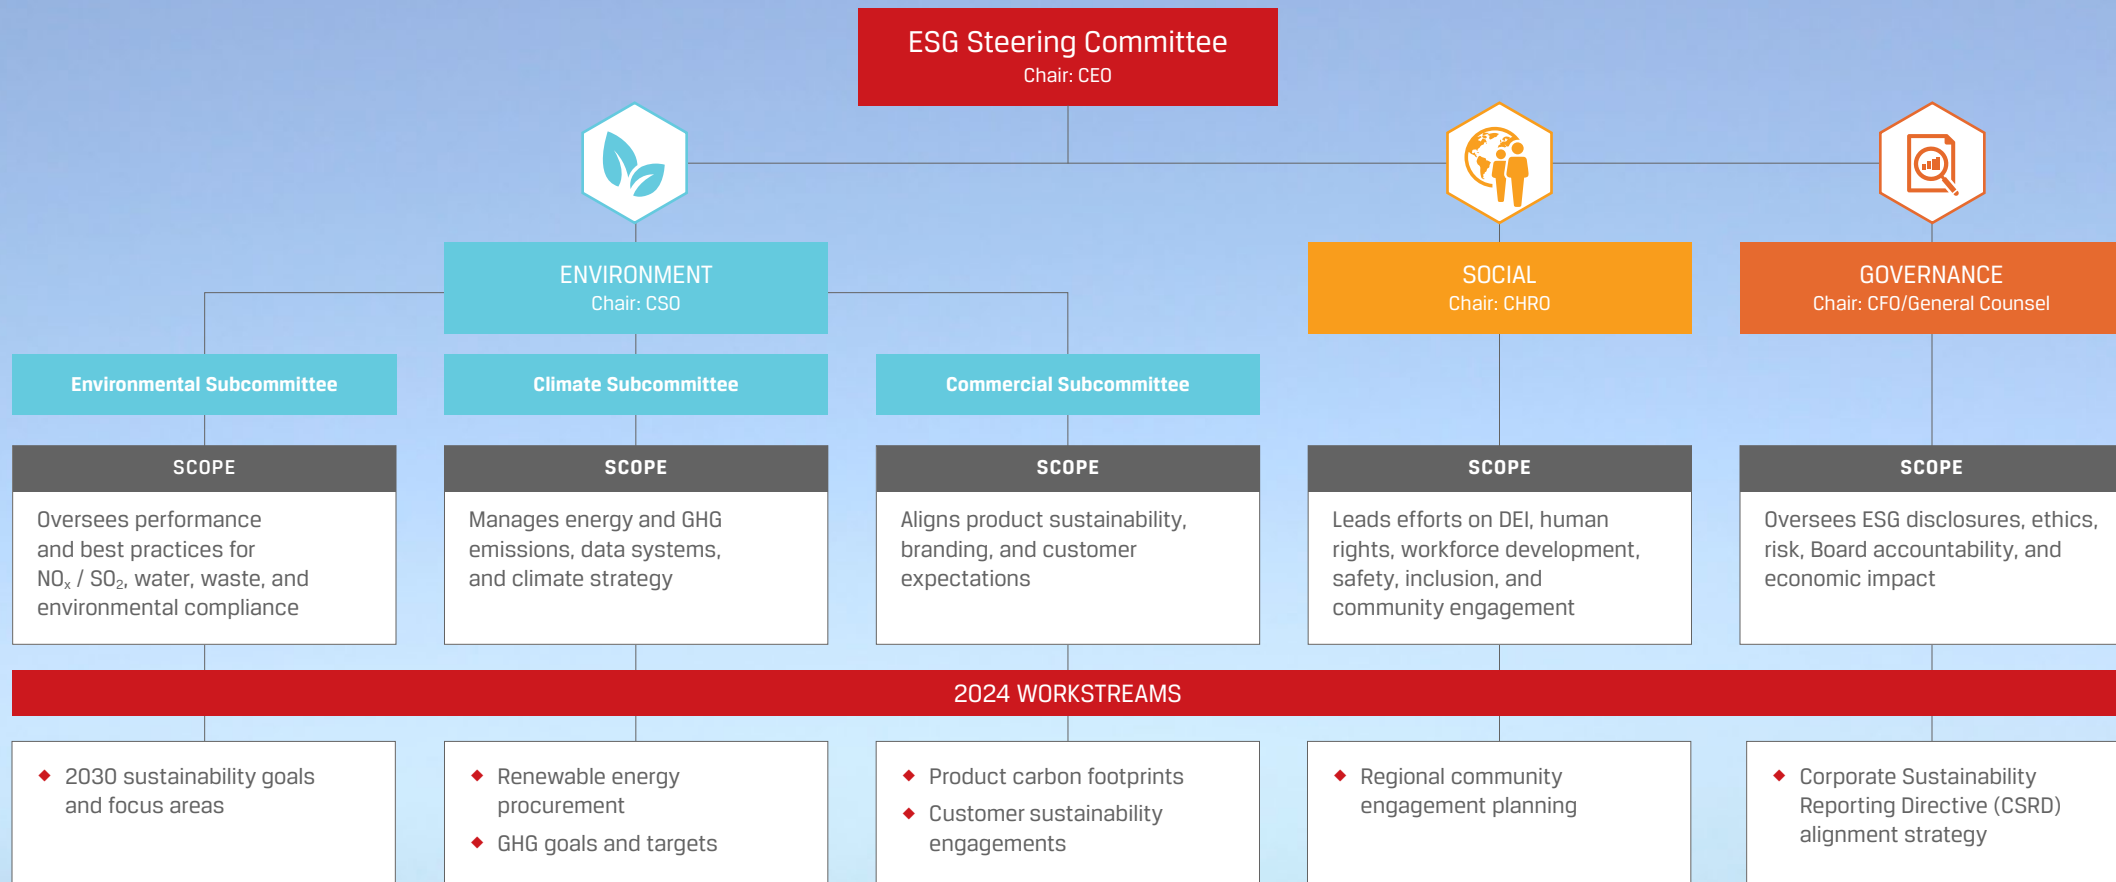 ESG Steering Committee
Chair: CEO
ENVIRONMENT
Chair: CSO
SOCIAL
Chair: CHRO
GOVERNANCE
Chair: CFO/General Counsel
Environmental Subcommittee
Climate Subcommittee
Commercial Subcommittee
SCOPE
Oversees performance
and best practices for
NOₓ / SO₂, water, waste, and
environmental compliance
SCOPE
Manages energy and GHG
emissions, data systems,
and climate strategy
SCOPE
Aligns product sustainability,
branding, and customer
expectations
SCOPE
Leads efforts on DEI, human
rights, workforce development,
safety, inclusion, and
community engagement
SCOPE
Oversees ESG disclosures, ethics,
risk, Board accountability, and
economic impact
2024 WORKSTREAMS
◆ 2030 sustainability goals
and focus areas
◆ Renewable energy
procurement
◆ GHG goals and targets
◆ Product carbon footprints
◆ Customer sustainability
engagements
◆ Regional community
engagement planning
◆ Corporate Sustainability
Reporting Directive (CSRD)
alignment strategy